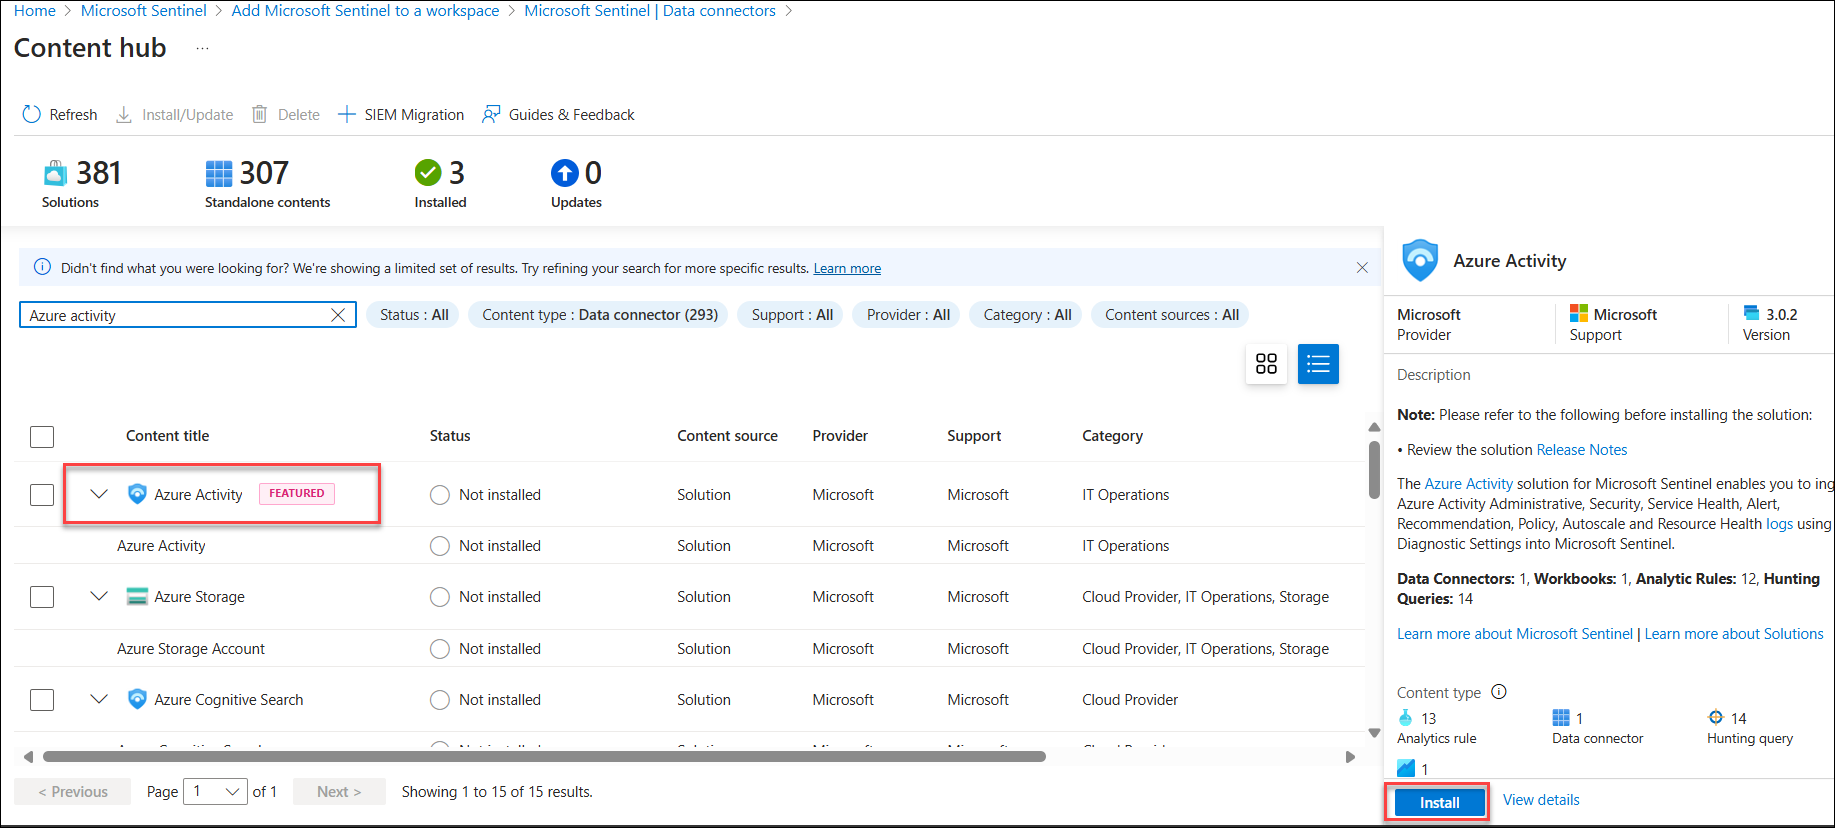 Home > Microsoft Sentinel > Add Microsoft Sentinel to a workspace > Microsoft Sentinel | Data connectors >
Content hub ...
Refresh Install/Update Delete SIEM Migration Guides & Feedback
381 307 3 0
Solutions Standalone contents Installed Updates
Didn't find what you were looking for? We're showing a limited set of results. Try refining your search for more specific results. Learn more
Azure activity Status : All Content type : Data connector (293) Support : All Provider : All Category : All Content sources : All
Content title Status Content source Provider Support Category
Azure Activity FEATURED Not installed Solution Microsoft Microsoft IT Operations
Azure Activity Not installed Solution Microsoft Microsoft IT Operations
Azure Storage Not installed Solution Microsoft Microsoft Cloud Provider, IT Operations, Storage
Azure Storage Account Not installed Solution Microsoft Microsoft Cloud Provider, IT Operations, Storage
Azure Cognitive Search Not installed Solution Microsoft Microsoft Cloud Provider
< Previous Page 1 of 1 Next > Showing 1 to 15 of 15 results.
Azure Activity
Microsoft Microsoft 3.0.2
Provider Support Version
Description
Note: Please refer to the following before installing the solution:
• Review the solution Release Notes
The Azure Activity solution for Microsoft Sentinel enables you to ing
Azure Activity Administrative, Security, Service Health, Alert,
Recommendation, Policy, Autoscale and Resource Health logs using
Diagnostic Settings into Microsoft Sentinel.
Data Connectors: 1, Workbooks: 1, Analytic Rules: 12, Hunting
Queries: 14
Learn more about Microsoft Sentinel | Learn more about Solutions
Content type
13 1 14
Analytics rule Data connector Hunting query
1
Install View details